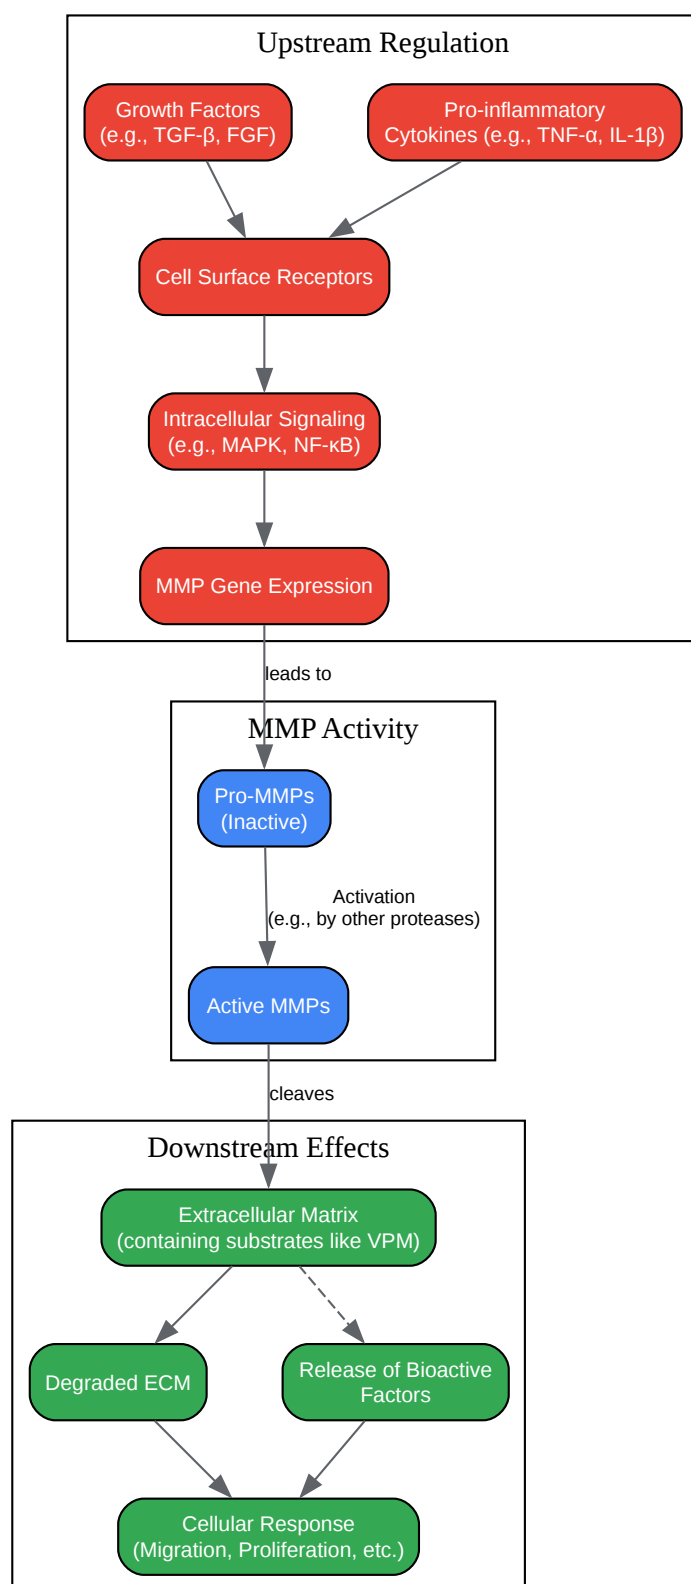 Upstream Regulation
Growth Factors
(e.g., TGF-β, FGF)
Pro-inflammatory
Cytokines (e.g., TNF-α, IL-1β)
Cell Surface Receptors
Intracellular Signaling
(e.g., MAPK, NF-κB)
MMP Gene Expression
leads to
MMP Activity
Pro-MMPs
(Inactive)
Activation
(e.g., by other proteases)
Active MMPs
cleaves
Downstream Effects
Extracellular Matrix
(containing substrates like VPM)
Degraded ECM
Release of Bioactive
Factors
Cellular Response
(Migration, Proliferation, etc.)